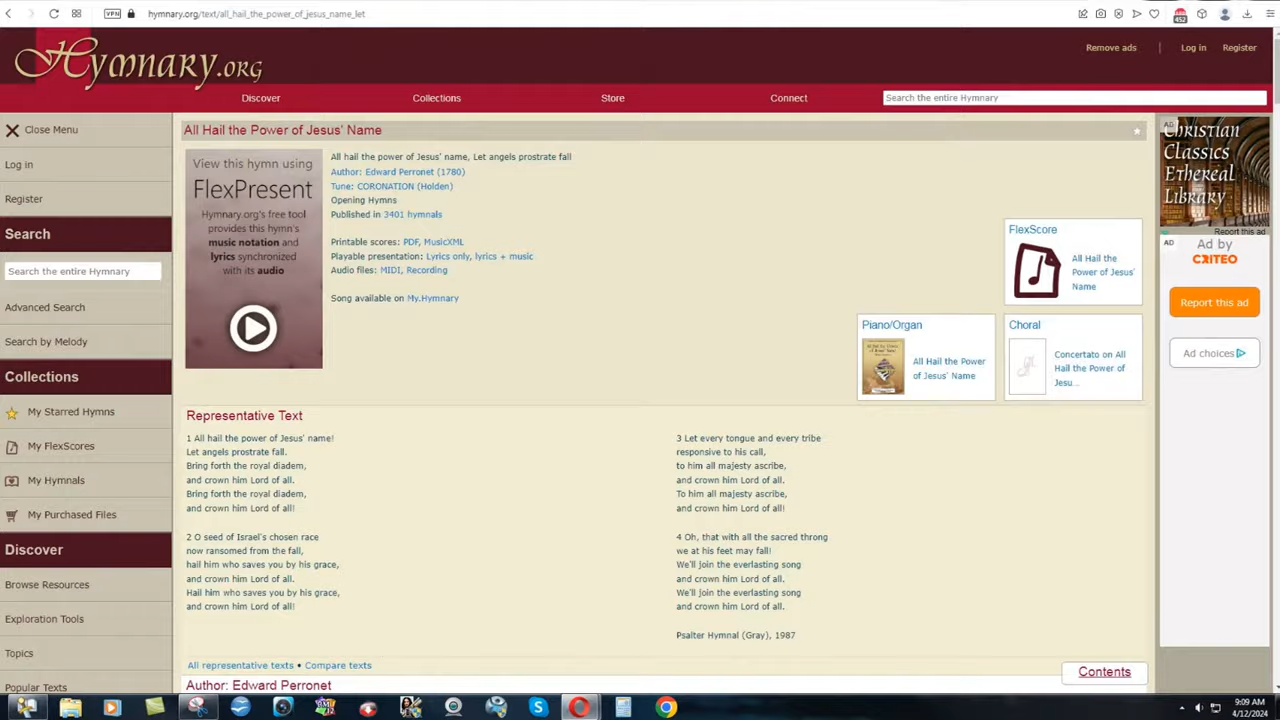 VPN
hymnary.org/text/all_hail_the_power_of_jesus_name_let
452
Hymnary.org
Remove ads | Log in Register
Discover Collections Store Connect Search the entire Hymnary
Close Menu
Log in
Register
Search
Search the entire Hymnary
Advanced Search
Search by Melody
Collections
My Starred Hymns
My FlexScores
My Hymnals
My Purchased Files
Discover
Browse Resources
Exploration Tools
Topics
Popular Texts
All Hail the Power of Jesus' Name
View this hymn using
FlexPresent
Hymnary.org's free tool
provides this hymn's
music notation and
lyrics synchronized
with its audio
All hail the power of Jesus' name, Let angels prostrate fall
Author: Edward Perronet (1780)
Tune: CORONATION (Holden)
Opening Hymns
Published in 3401 hymnals
Printable scores: PDF, MusicXML
Playable presentation: Lyrics only, lyrics + music
Audio files: MIDI, Recording
Song available on My.Hymnary
FlexScore
All Hail the
Power of Jesus'
Name
Piano/Organ
All Hail the Power
of Jesus' Name
Choral
Concertato on All
Hail the Power of
Jesu...
Representative Text
1 All hail the power of Jesus' name!
Let angels prostrate fall.
Bring forth the royal diadem,
and crown him Lord of all.
Bring forth the royal diadem,
and crown him Lord of all!
2 O seed of Israel's chosen race
now ransomed from the fall,
hail him who saves you by his grace,
and crown him Lord of all.
Hail him who saves you by his grace,
and crown him Lord of all!
3 Let every tongue and every tribe
responsive to his call,
to him all majesty ascribe,
and crown him Lord of all.
To him all majesty ascribe,
and crown him Lord of all!
4 Oh, that with all the sacred throng
we at his feet may fall!
We'll join the everlasting song
and crown him Lord of all.
We'll join the everlasting song
and crown him Lord of all.
Psalter Hymnal (Gray), 1987
All representative texts • Compare texts
Contents
Author: Edward Perronet
AD
Christian
Classics
Ethereal
Library
Report this ad
AD
Ad by
CRITEO
Report this ad
Ad choices
9:09 AM
4/12/2024